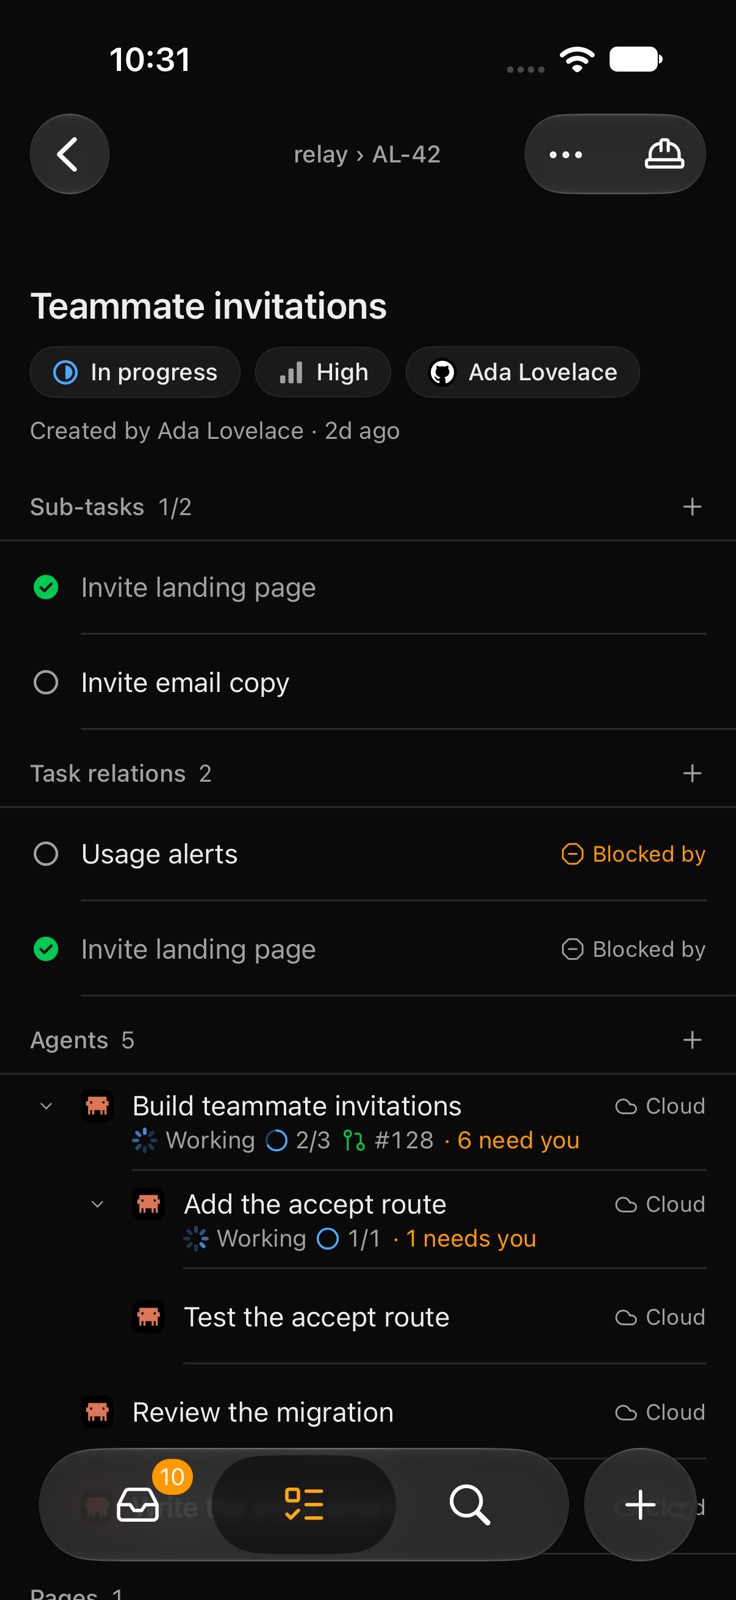 10:31
relay › AL-42
Teammate invitations
In progress
High
Ada Lovelace
Created by Ada Lovelace · 2d ago
Sub-tasks 1/2
Invite landing page
Invite email copy
Task relations 2
Usage alerts
Blocked by
Invite landing page
Blocked by
Agents 5
Build teammate invitations
Cloud
Working 2/3 #128 · 6 need you
Add the accept route
Cloud
Working 1/1 · 1 needs you
Test the accept route
Cloud
Review the migration
Cloud
10
Pages 1